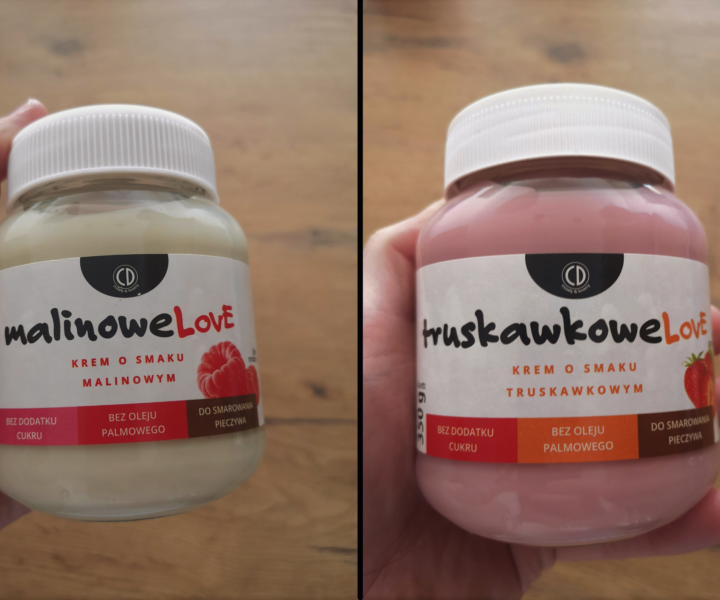 CD
malinoweLovE
KREM O SMAKU
MALINOWYM
BEZ DODATKU
CUKRU
BEZ OLEJU
PALMOWEGO
DO SMAROWANIA
PIECZYWA
CD
truskawkoweLovE
KREM O SMAKU
TRUSKAWKOWYM
350 g
BEZ DODATKU
CUKRU
BEZ OLEJU
PALMOWEGO
DO SMAROWANIA
PIECZYWA